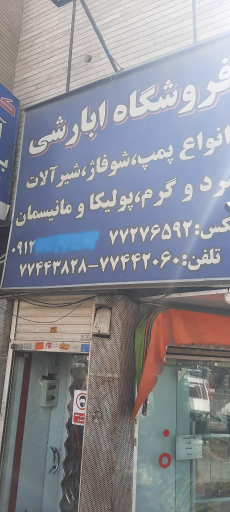 فروشگاه ابارشی
انواع پمپ،شوفاژ،شیرآلات
سرد و گرم،پولیکا و مانیسمان
فکس:۷۷۲۷۶۵۹۲ ۰۹۱۲
تلفن:۷۷۴۴۲۰۶۰-۷۷۴۴۳۸۲۸